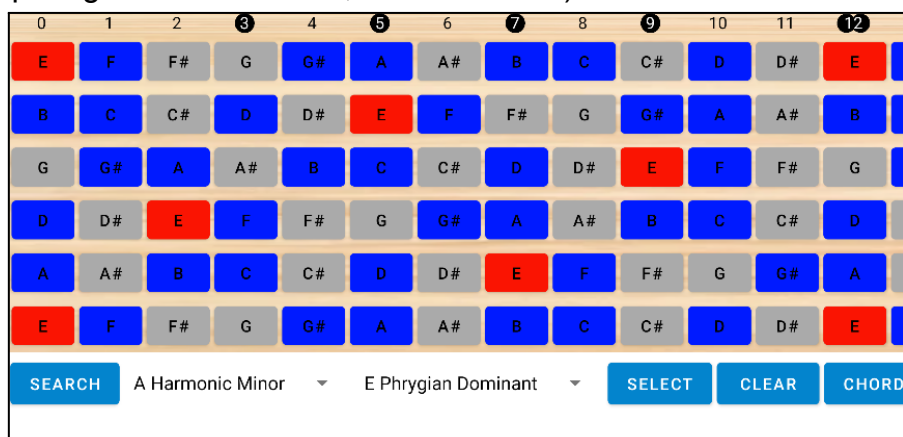 0 1 2 3 4 5 6 7 8 9 10 11 12
E F F# G G# A A# B C C# D D# E
B C C# D D# E F F# G G# A A# B
G G# A A# B C C# D D# E F F# G
D D# E F F# G G# A A# B C C# D
A A# B C C# D D# E F F# G G# A
E F F# G G# A A# B C C# D D# E
SEARCH A Harmonic Minor E Phrygian Dominant SELECT CLEAR CHORD